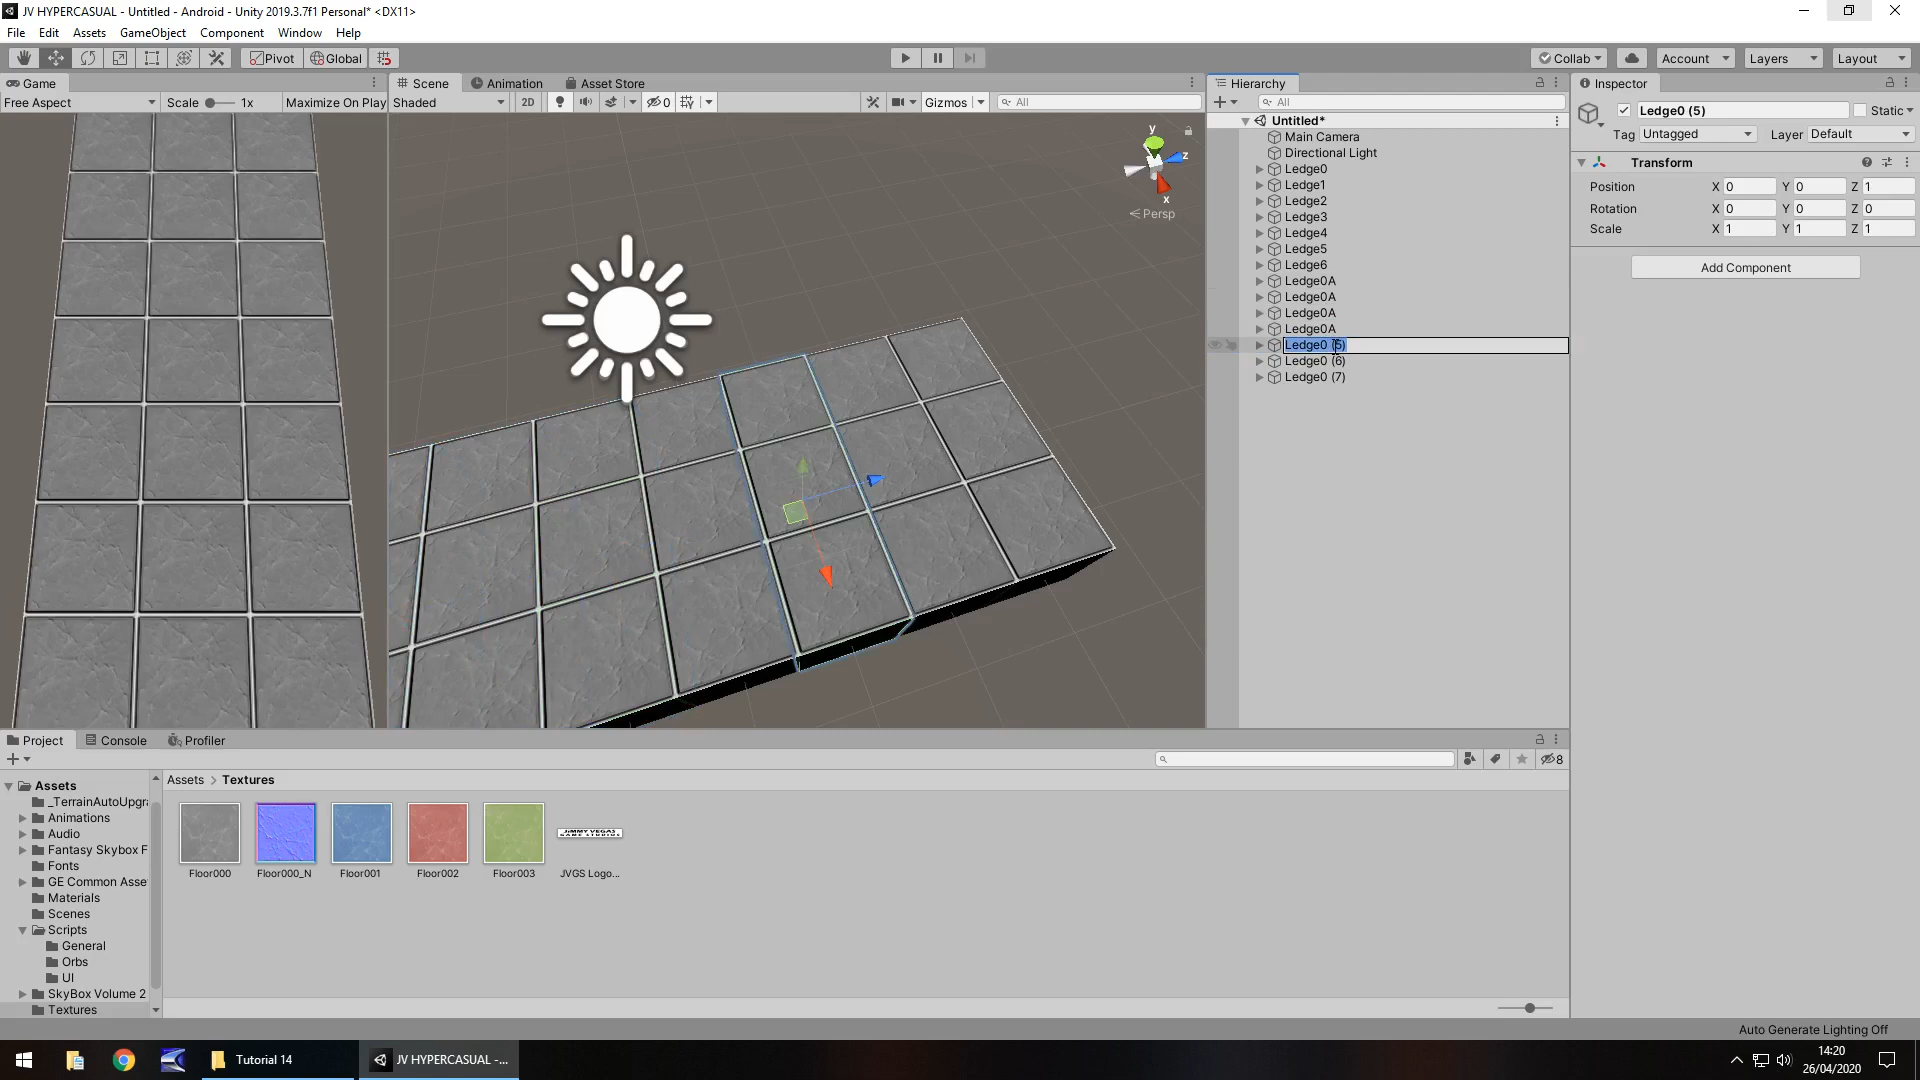 JV HYPERCASUAL - Untitled - Android - Unity 2019.3.7f1 Personal* <DX11>
File Edit Assets GameObject Component Window Help
Pivot Global Collab Account Layers Layout
Game
Free Aspect Scale 1x Maximize On Play
Scene Animation Asset Store
Shaded 2D 0 Gizmos All
y
z
x
Persp
Hierarchy
All
Untitled*
Main Camera
Directional Light
Ledge0
Ledge1
Ledge2
Ledge3
Ledge4
Ledge5
Ledge6
Ledge0A
Ledge0A
Ledge0A
Ledge0A
Ledge0 (5)
Ledge0 (6)
Ledge0 (7)
Inspector
Ledge0 (5) Static
Tag Untagged Layer Default
Transform
Position X 0 Y 0 Z 1
Rotation X 0 Y 0 Z 0
Scale X 1 Y 1 Z 1
Add Component
Project Console Profiler
8
Assets
_TerrainAutoUpgra
Animations
Audio
Fantasy Skybox F
Fonts
GE Common Asse
Materials
Scenes
Scripts
General
Orbs
UI
SkyBox Volume 2
Textures
Assets > Textures
JIMMY VEGAS
GAME STUDIOS
Floor000 Floor000_N Floor001 Floor002 Floor003 JVGS Logo...
Auto Generate Lighting Off
Tutorial 14 JV HYPERCASUAL -...
14:20
26/04/2020